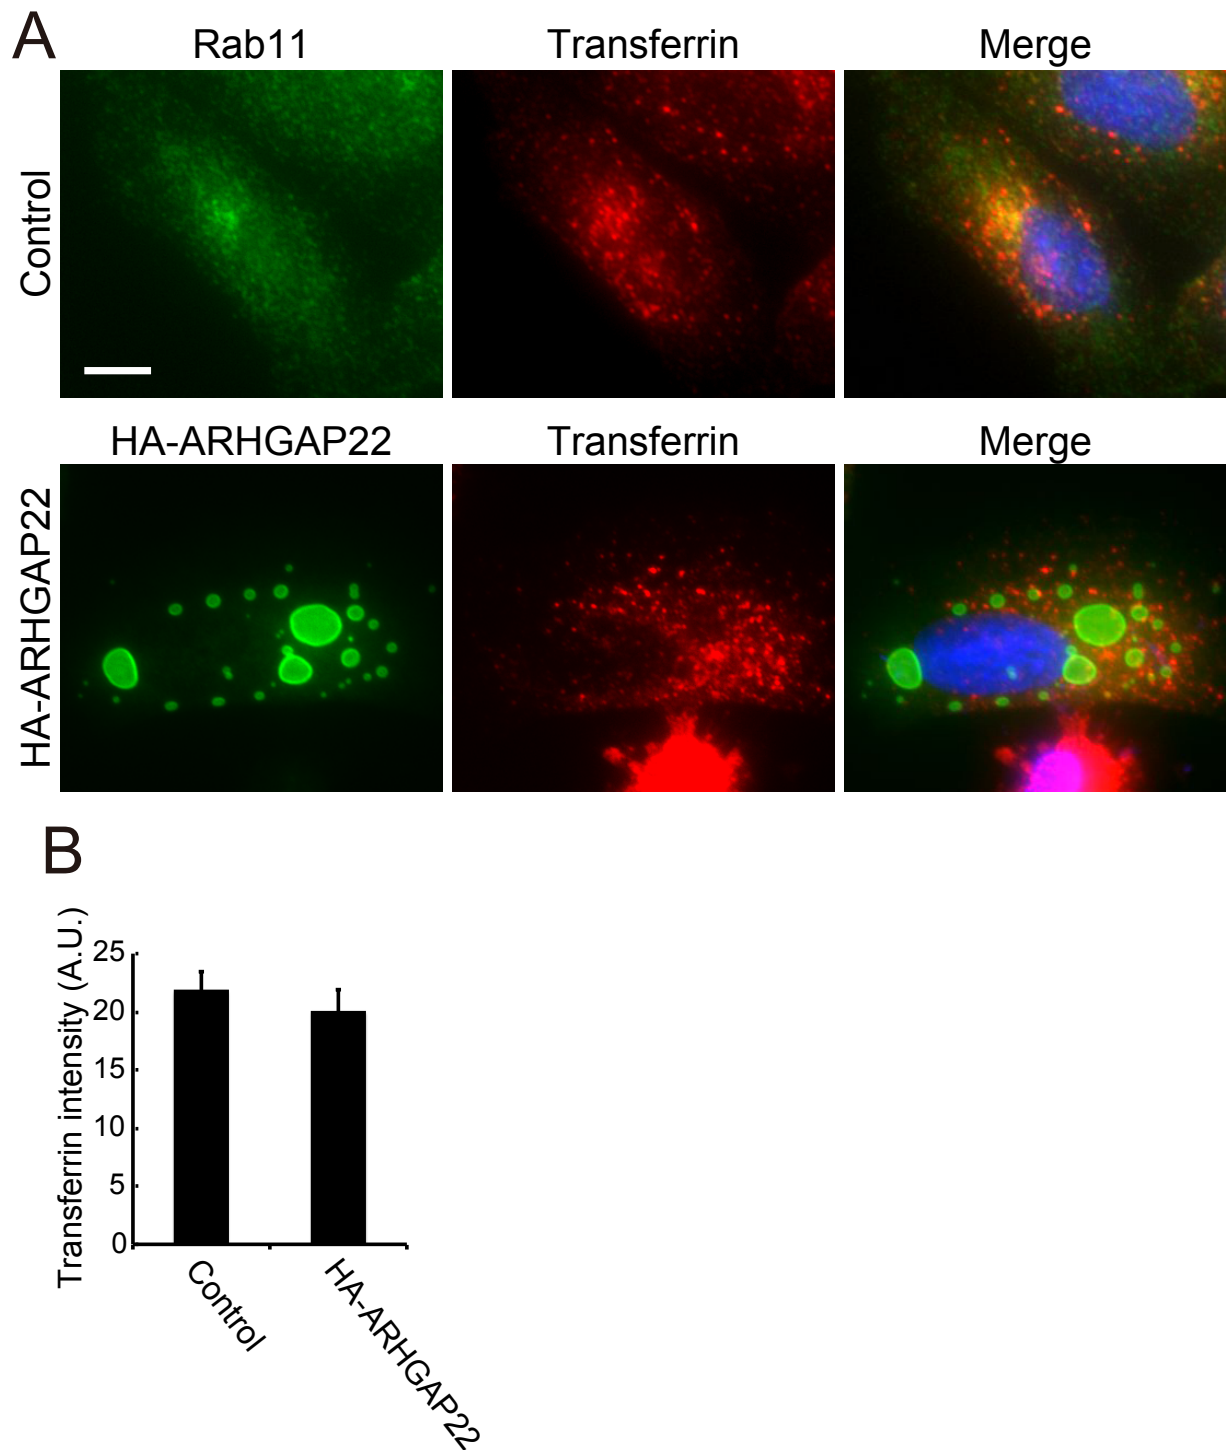 A
Rab11
Transferrin
Merge
Control
HA-ARHGAP22
Transferrin
Merge
HA-ARHGAP22
B
Transferrin intensity (A.U.)
25
20
15
10
5
0
Control
HA-ARHGAP22